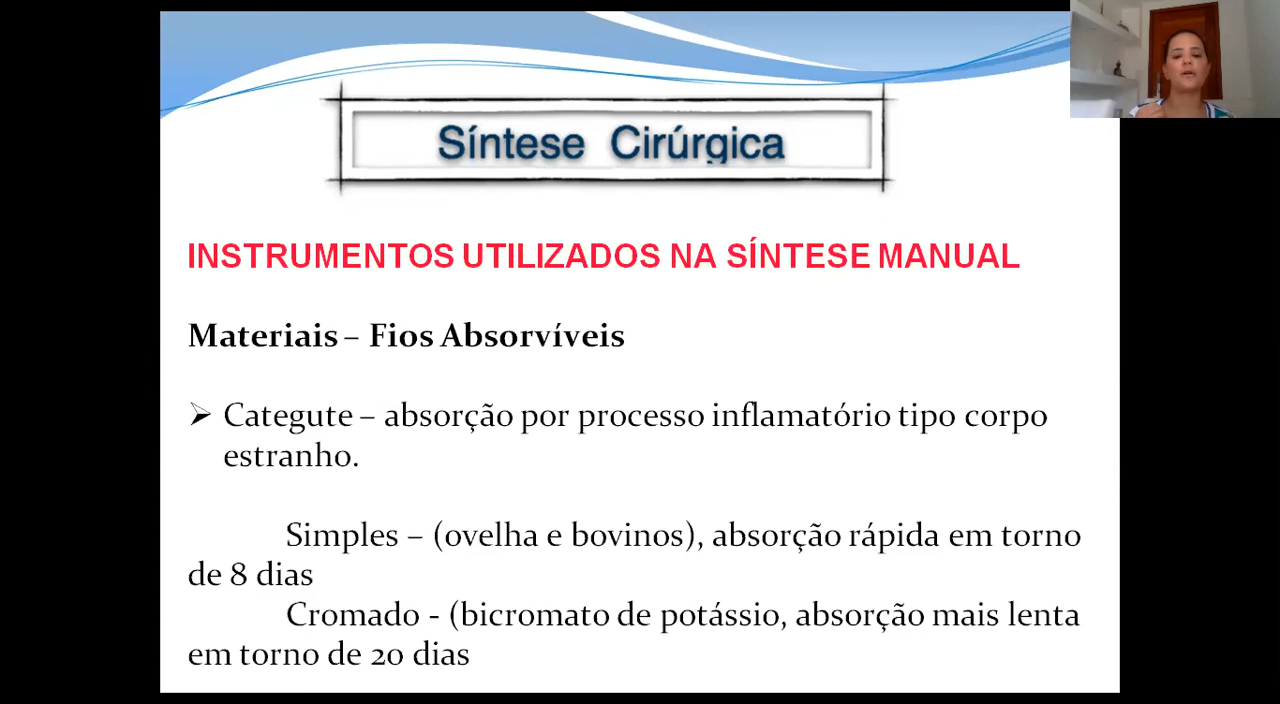 Síntese Cirúrgica
INSTRUMENTOS UTILIZADOS NA SÍNTESE MANUAL
Materiais – Fios Absorvíveis
➢ Categute – absorção por processo inflamatório tipo corpo
estranho.
Simples – (ovelha e bovinos), absorção rápida em torno
de 8 dias
Cromado - (bicromato de potássio, absorção mais lenta
em torno de 20 dias